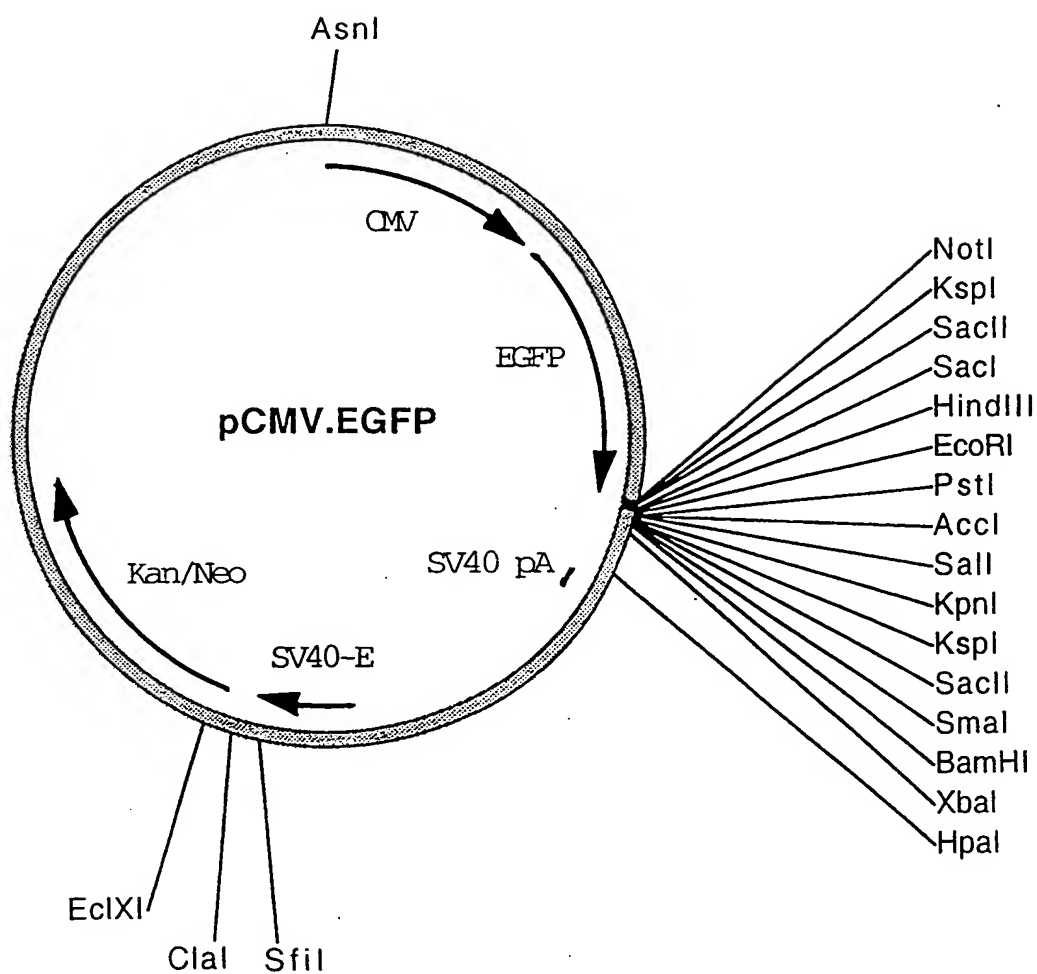 AsnI
CMV
EGFP
pCMV.EGFP
Kan/Neo
SV40 pA
SV40-E
NotI
KspI
SacII
SacI
HindIII
EcoRI
PstI
AccI
SalI
KpnI
KspI
SacII
SmaI
BamHI
XbaI
HpaI
EclXI
ClaI
SfiI